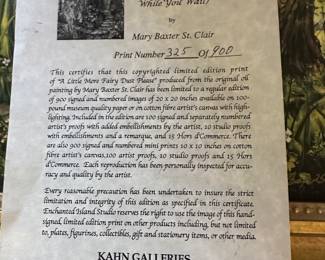 While You Wait)
by
Mary Baxter St. Clair
Print Number 325 of 900
This certifies that this copyrighted limited edition print
of "A Little More Fairy Dust Please" produced from the original oil
painting by Mary Baxter St. Clair has been limited to a regular edition
of 900 signed and numbered images of 20 x 20 inches available on 100-
pound museum quality paper or on cotton fibre artist's canvas with high-
lighting. Included in the edition are 100 signed and separately numbered
artist's proofs with added embellishments by the artist, 10 studio proofs
with embellishments and a remarque, and 15 Hors d'Commerce. There
are also 900 signed and numbered mini prints 10 x 10 inches on cotton
fibre artist's canvas,100 artist proofs, 10 studio proofs and 15 Hors
d'Commerce. Each reproduction has been personally inspected for accu-
racy and quality by the artist.
Every reasonable precaution has been undertaken to insure the strict
limitation and integrity of this edition as specified in this certificate.
Enchanted Island Studio reserves the right to use the image of this hand-
signed, limited edition print on other products including, but not limited
to, plates, figurines, collectibles, gift and stationery items, or other media.
KAHN GALLERIES